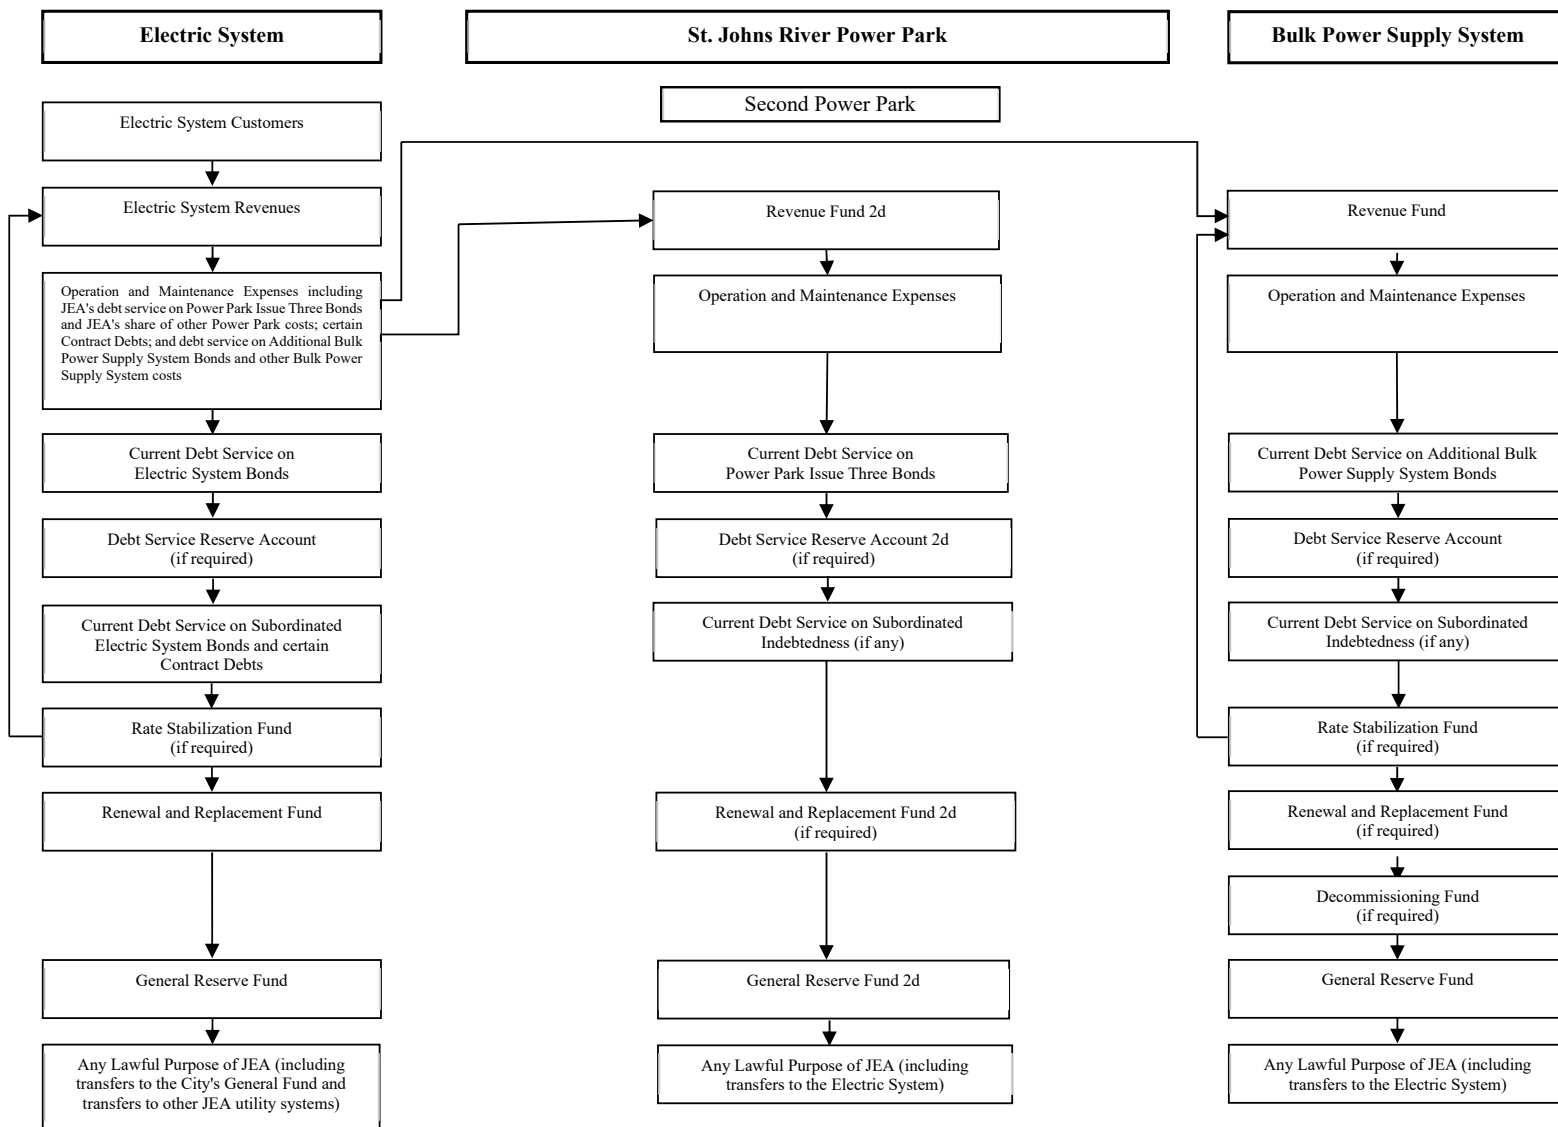 Electric System
St. Johns River Power Park
Bulk Power Supply System
Second Power Park
Electric System Customers
Electric System Revenues
Operation and Maintenance Expenses including
JEA's debt service on Power Park Issue Three Bonds
and JEA's share of other Power Park costs; certain
Contract Debts; and debt service on Additional Bulk
Power Supply System Bonds and other Bulk Power
Supply System costs
Current Debt Service on
Electric System Bonds
Debt Service Reserve Account
(if required)
Current Debt Service on Subordinated
Electric System Bonds and certain
Contract Debts
Rate Stabilization Fund
(if required)
Renewal and Replacement Fund
General Reserve Fund
Any Lawful Purpose of JEA (including
transfers to the City's General Fund and
transfers to other JEA utility systems)
Revenue Fund 2d
Operation and Maintenance Expenses
Current Debt Service on
Power Park Issue Three Bonds
Debt Service Reserve Account 2d
(if required)
Current Debt Service on Subordinated
Indebtedness (if any)
Renewal and Replacement Fund 2d
(if required)
General Reserve Fund 2d
Any Lawful Purpose of JEA (including
transfers to the Electric System)
Revenue Fund
Operation and Maintenance Expenses
Current Debt Service on Additional Bulk
Power Supply System Bonds
Debt Service Reserve Account
(if required)
Current Debt Service on Subordinated
Indebtedness (if any)
Rate Stabilization Fund
(if required)
Renewal and Replacement Fund
(if required)
Decommissioning Fund
(if required)
General Reserve Fund
Any Lawful Purpose of JEA (including
transfers to the Electric System)